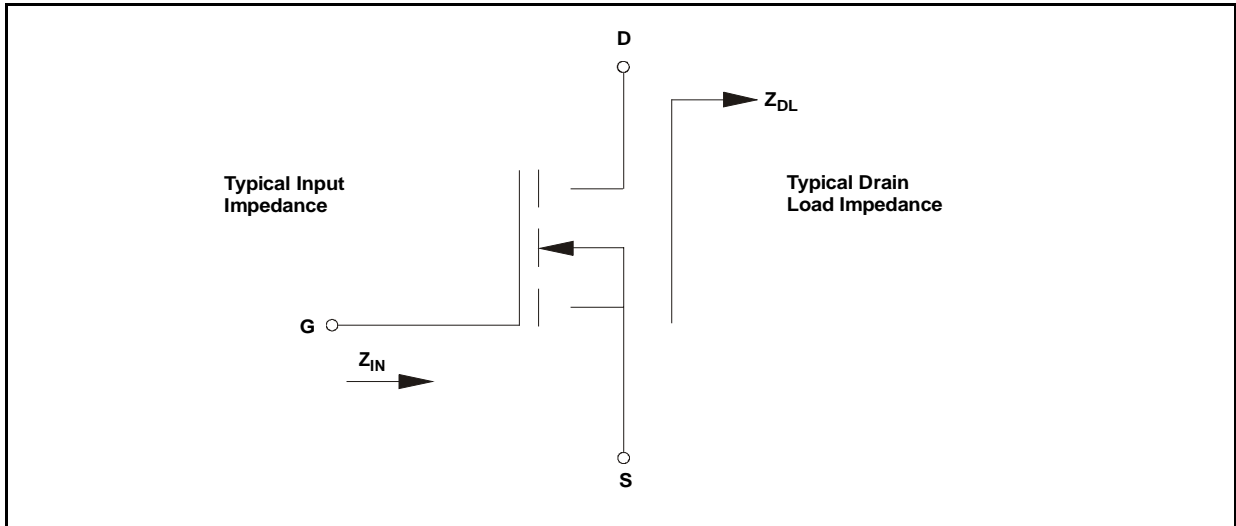 D
Z_DL
Typical Input
Impedance
Typical Drain
Load Impedance
G
Z_IN
S